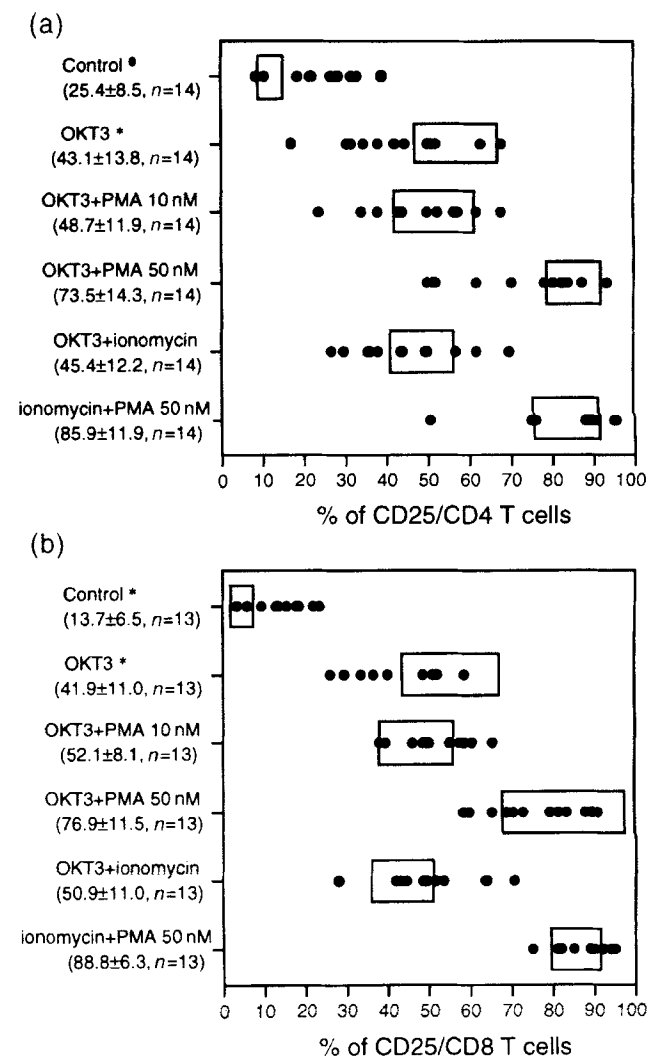 (a)
Control *
(25.4±8.5, n=14)
OKT3 *
(43.1±13.8, n=14)
OKT3+PMA 10 nM
(48.7±11.9, n=14)
OKT3+PMA 50 nM
(73.5±14.3, n=14)
OKT3+ionomycin
(45.4±12.2, n=14)
ionomycin+PMA 50 nM
(85.9±11.9, n=14)
0 10 20 30 40 50 60 70 80 90 100
% of CD25/CD4 T cells
(b)
Control *
(13.7±6.5, n=13)
OKT3 *
(41.9±11.0, n=13)
OKT3+PMA 10 nM
(52.1±8.1, n=13)
OKT3+PMA 50 nM
(76.9±11.5, n=13)
OKT3+ionomycin
(50.9±11.0, n=13)
ionomycin+PMA 50 nM
(88.8±6.3, n=13)
0 10 20 30 40 50 60 70 80 90 100
% of CD25/CD8 T cells